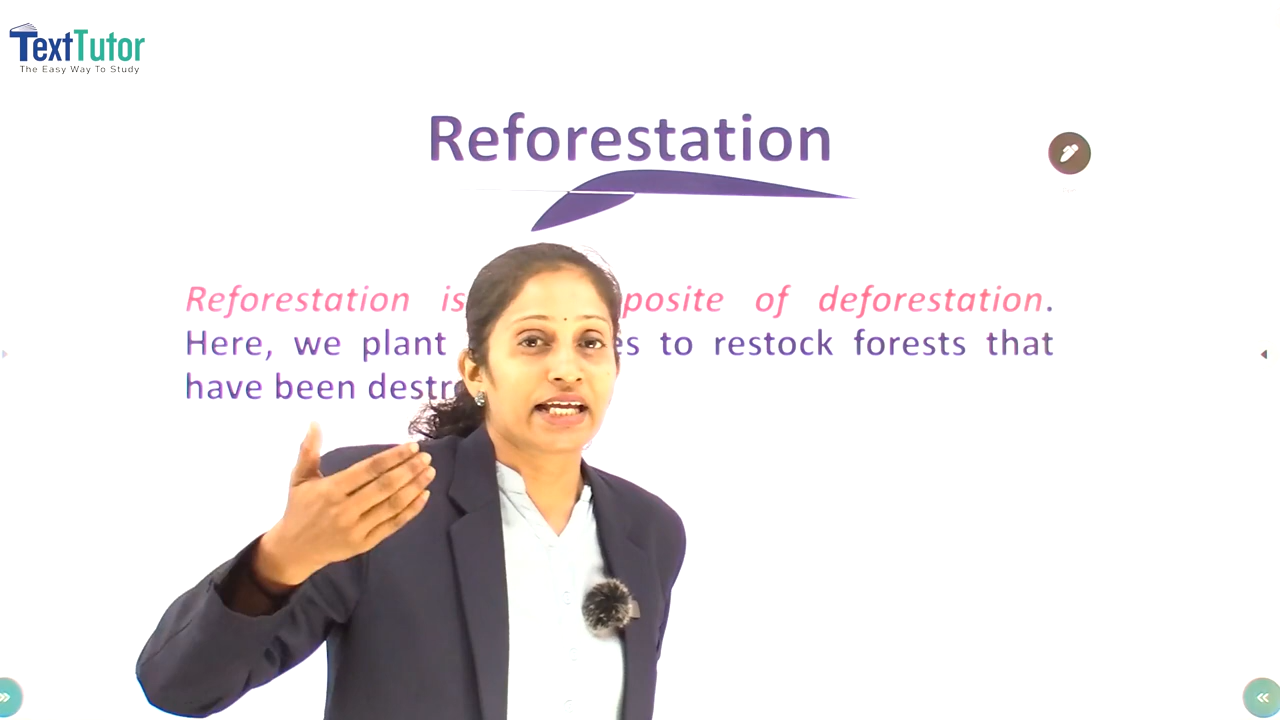 TextTutor
The Easy Way To Study
Reforestation
Reforestation is posite of deforestation.
Here, we plant es to restock forests that
have been destr